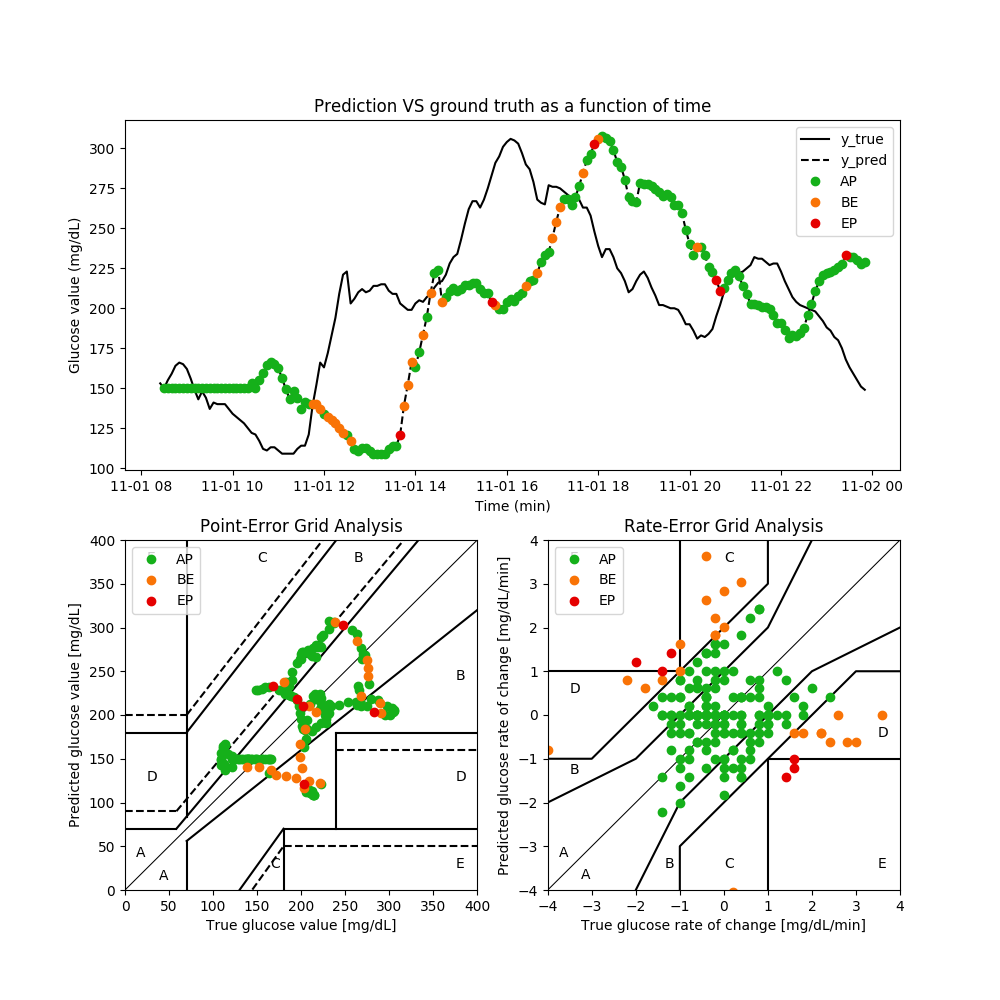 Prediction VS ground truth as a function of time
Glucose value (mg/dL)
300
275
250
225
200
175
150
125
100
y_true
y_pred
AP
BE
EP
11-01 08 11-01 10 11-01 12 11-01 14 11-01 16 11-01 18 11-01 20 11-01 22 11-02 00
Time (min)
Point-Error Grid Analysis
Predicted glucose value [mg/dL]
400
350
300
250
200
150
100
50
0
AP
BE
EP
C
B
B
D
D
A
A
C
E
0 50 100 150 200 250 300 350 400
True glucose value [mg/dL]
Rate-Error Grid Analysis
Predicted glucose rate of change [mg/dL/min]
4
3
2
1
0
−1
−2
−3
−4
AP
BE
EP
C
D
D
B
A
A
B
C
E
−4 −3 −2 −1 0 1 2 3 4
True glucose rate of change [mg/dL/min]